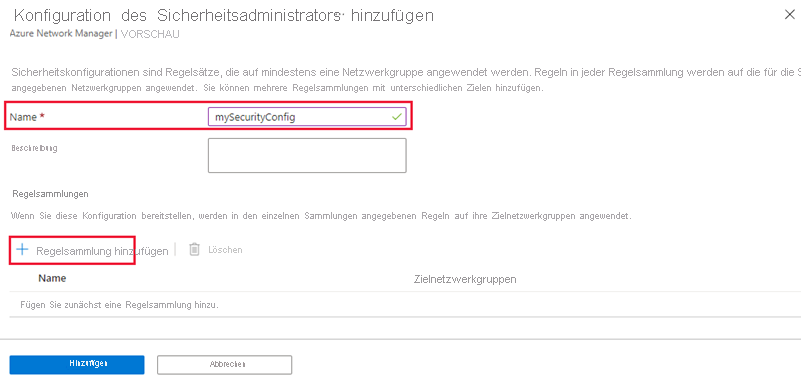 Konfiguration des Sicherheitsadministrators· hinzufügen
Azure Network Manager | VORSCHAU
Sicherheitskonfigurationen sind Regelsätze, die auf mindestens eine Netzwerkgruppe angewendet werden. Regeln in jeder Regelsammlung werden auf die für die S
angegebenen Netzwerkgruppen angewendet. Sie können mehrere Regelsammlungen mit unterschiedlichen Zielen hinzufügen.
Name * mySecurityConfig
Beschreibung
Regelsammlungen
Wenn Sie diese Konfiguration bereitstellen, werden in den einzelnen Sammlungen angegebenen Regeln auf ihre Zielnetzwerkgruppen angewendet.
+ Regelsammlung hinzufügen | Löschen
Name Zielnetzwerkgruppen
Fügen Sie zunächst eine Regelsammlung hinzu.
Hinzufügen Abbrechen